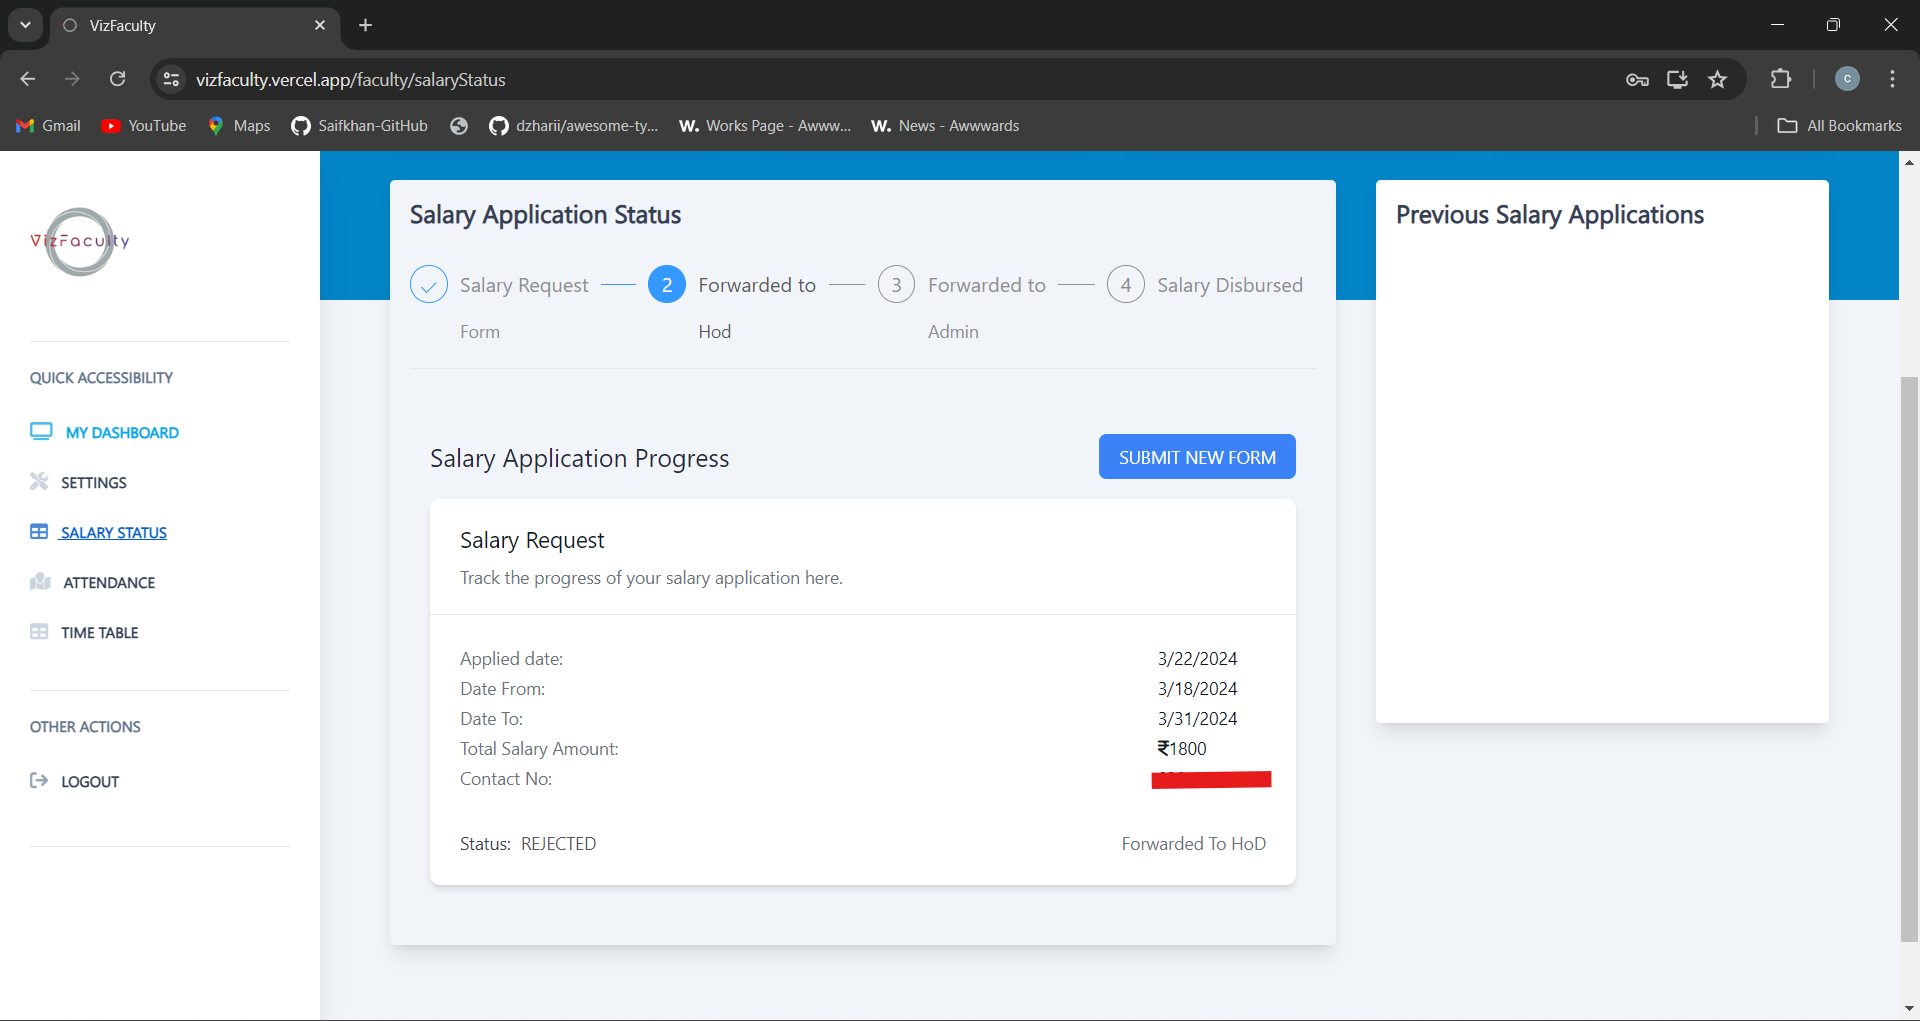 VizFaculty
vizfaculty.vercel.app/faculty/salaryStatus
C
Gmail
YouTube
Maps
Saifkhan-GitHub
dzharii/awesome-ty...
W. Works Page - Awww...
W. News - Awwwards
All Bookmarks
VizFaculty
QUICK ACCESSIBILITY
MY DASHBOARD
SETTINGS
SALARY STATUS
ATTENDANCE
TIME TABLE
OTHER ACTIONS
LOGOUT
Salary Application Status
Salary Request
Form
2 Forwarded to
Hod
3 Forwarded to
Admin
4 Salary Disbursed
Salary Application Progress
SUBMIT NEW FORM
Salary Request
Track the progress of your salary application here.
Applied date: 3/22/2024
Date From: 3/18/2024
Date To: 3/31/2024
Total Salary Amount: ₹1800
Contact No:
Status: REJECTED Forwarded To HoD
Previous Salary Applications